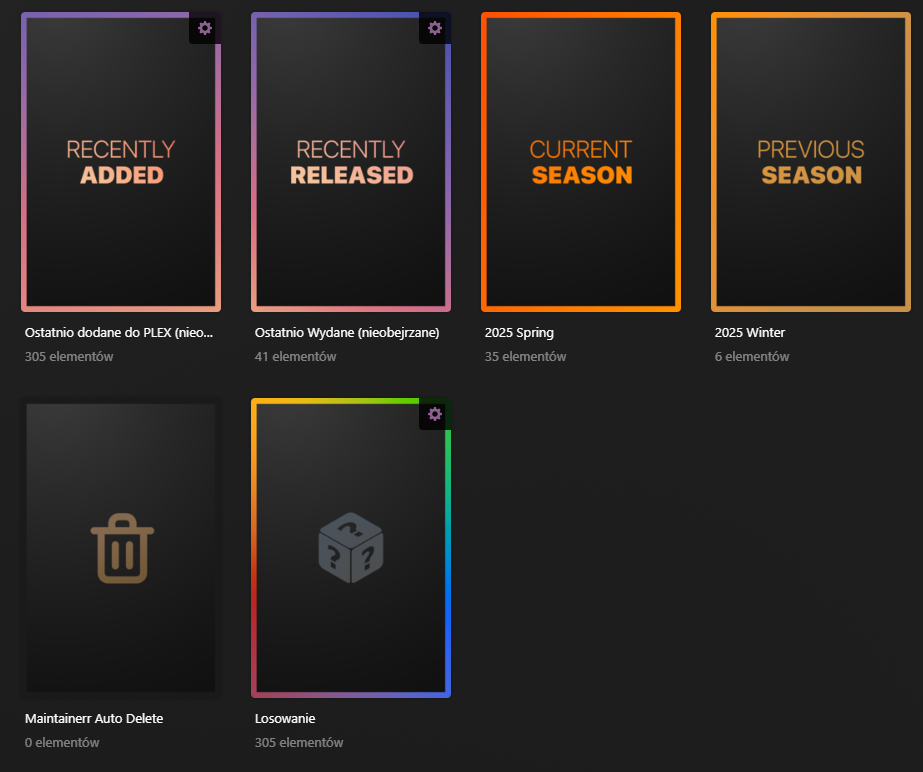 RECENTLY
ADDED
Ostatnio dodane do PLEX (nieo...
305 elementów
RECENTLY
RELEASED
Ostatnio Wydane (nieobejrzane)
41 elementów
CURRENT
SEASON
2025 Spring
35 elementów
PREVIOUS
SEASON
2025 Winter
6 elementów
Maintainerr Auto Delete
0 elementów
? ? ?
Losowanie
305 elementów